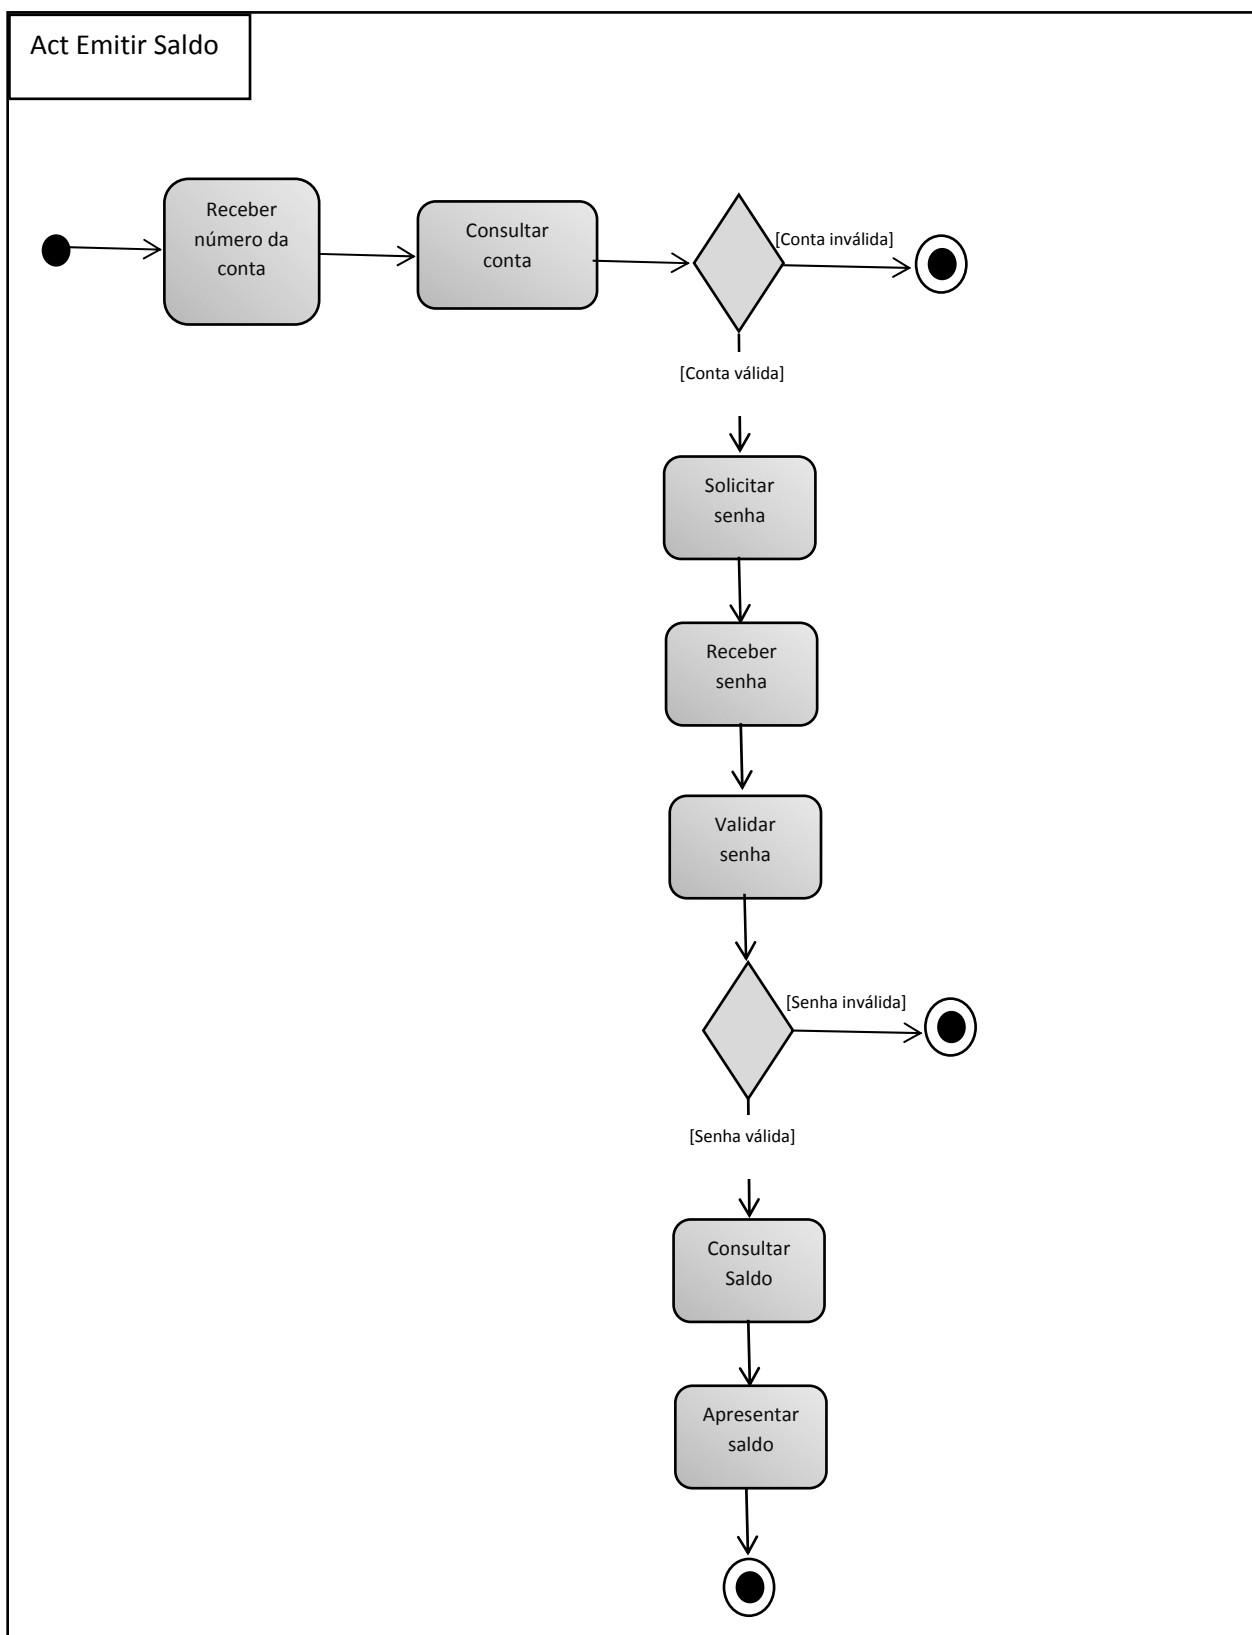 Act Emitir Saldo
Receber
número da
conta
Consultar
conta
[Conta inválida]
[Conta válida]
Solicitar
senha
Receber
senha
Validar
senha
[Senha inválida]
[Senha válida]
Consultar
Saldo
Apresentar
saldo